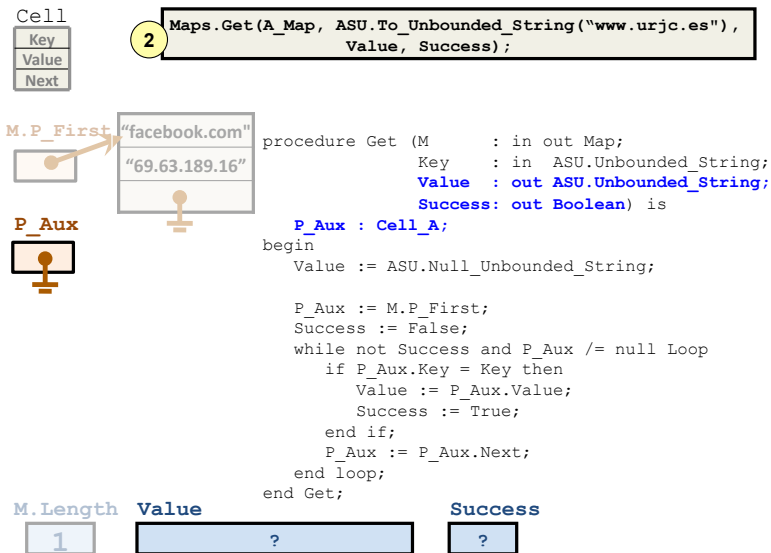 Cell
Key
Value
Next
2
Maps.Get(A_Map, ASU.To_Unbounded_String(“www.urjc.es"),
Value, Success);
M.P_First
“facebook.com"
“69.63.189.16”
P_Aux
procedure Get (M      : in out Map;
Key    : in  ASU.Unbounded_String;
Value  : out ASU.Unbounded_String;
Success: out Boolean) is
P_Aux : Cell_A;
begin
Value := ASU.Null_Unbounded_String;
P_Aux := M.P_First;
Success := False;
while not Success and P_Aux /= null Loop
if P_Aux.Key = Key then
Value := P_Aux.Value;
Success := True;
end if;
P_Aux := P_Aux.Next;
end loop;
end Get;
M.Length Value Success
1 ? ?